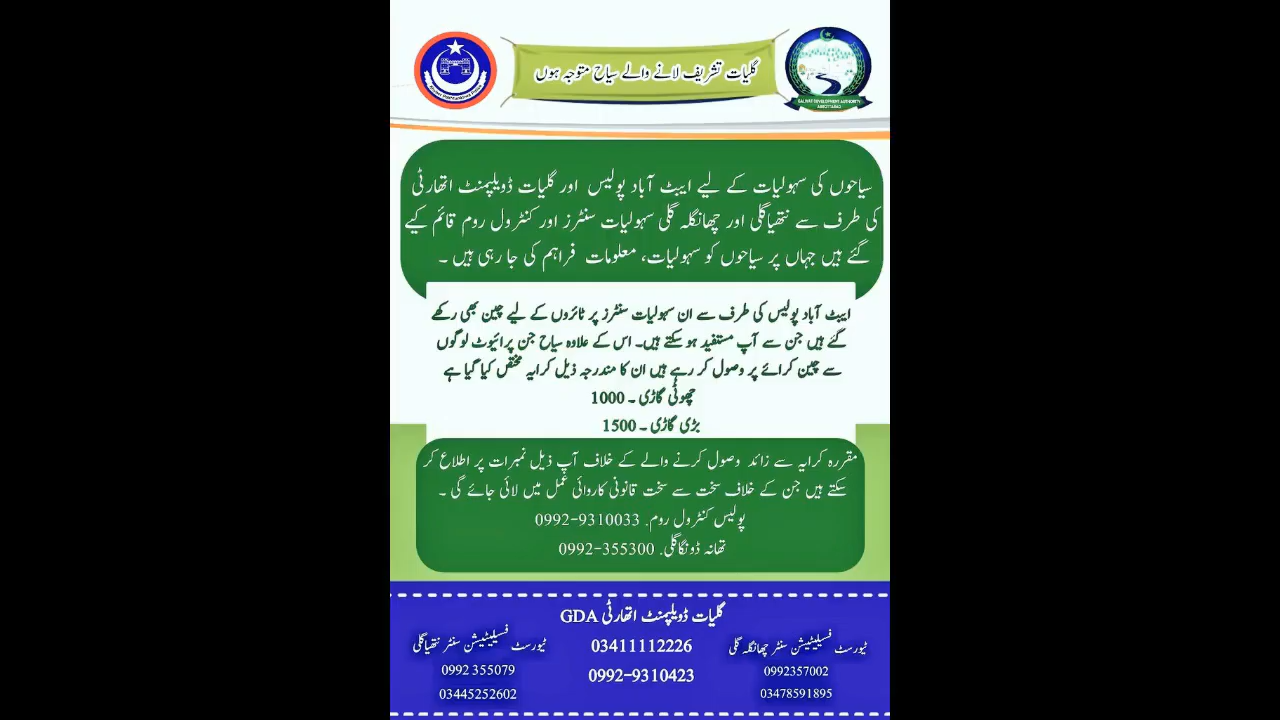 گلیات تشریف لانے والے سیاح متوجہ ہوں
GALIYAT DEVELOPMENT AUTHORITY
ABBOTTABAD
سیاحوں کی سہولیات کے لیے ایبٹ آباد پولیس اور گلیات ڈویلپمنٹ اتھارٹی
کی طرف سے نتھیاگلی اور چھانگلہ گلی سہولیات سنٹرز اور کنٹرول روم قائم کیے
گئے ہیں جہاں پر سیاحوں کو سہولیات، معلومات فراہم کی جا رہی ہیں ۔
ایبٹ آباد پولیس کی طرف سے ان سہولیات سنٹرز پر ٹائروں کے لیے چین بھی رکھے
گئے ہیں جن سے آپ مستفید ہو سکتے ہیں۔ اس کے علاوہ سیاح جن پرائیوٹ لوگوں
سے چین کرائے پر وصول کر رہے ہیں ان کا مندرجہ ذیل کرایہ مختص کیا گیا ہے
چھوٹی گاڑی ۔ 1000
بڑی گاڑی ۔ 1500
مقررہ کرایہ سے زائد وصول کرنے والے کے خلاف آپ ذیل نمبرات پر اطلاع کر
سکتے ہیں جن کے خلاف سخت سے سخت قانونی کاروائی عمل میں لائی جائے گی ۔
پولیس کنٹرول روم. 0992-9310033
تھانہ ڈونگاگلی. 0992-355300
گلیات ڈویلپمنٹ اتھارٹی GDA
03411112226
0992-9310423
ٹیورسٹ فسیلیٹیشن سنٹر چھانگلہ گلی
0992357002
03478591895
ٹیورسٹ فسیلیٹیشن سنٹر نتھیاگلی
0992 355079
03445252602